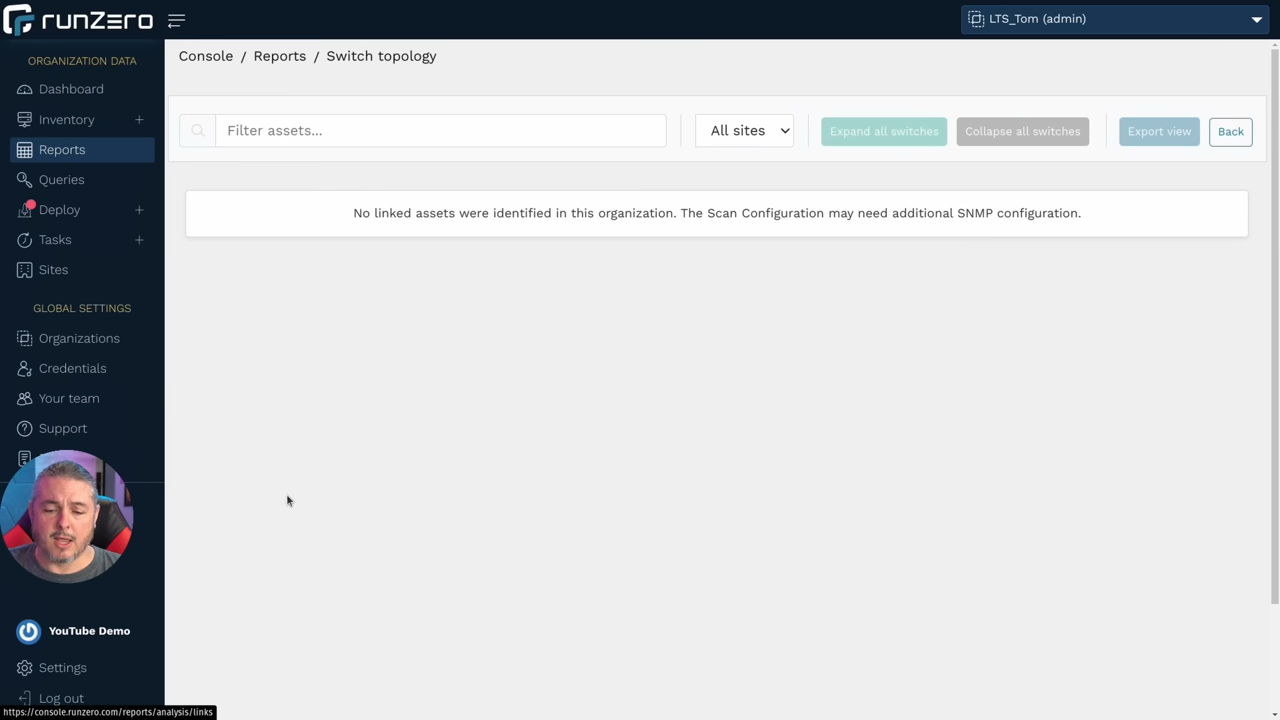 runZero
LTS_Tom (admin)
ORGANIZATION DATA
Dashboard
Inventory +
Reports
Queries
Deploy +
Tasks +
Sites
GLOBAL SETTINGS
Organizations
Credentials
Your team
Support
YouTube Demo
Settings
Log out
https://console.runzero.com/reports/analysis/links
Console / Reports / Switch topology
Filter assets...
All sites
Expand all switches
Collapse all switches
Export view
Back
No linked assets were identified in this organization. The Scan Configuration may need additional SNMP configuration.